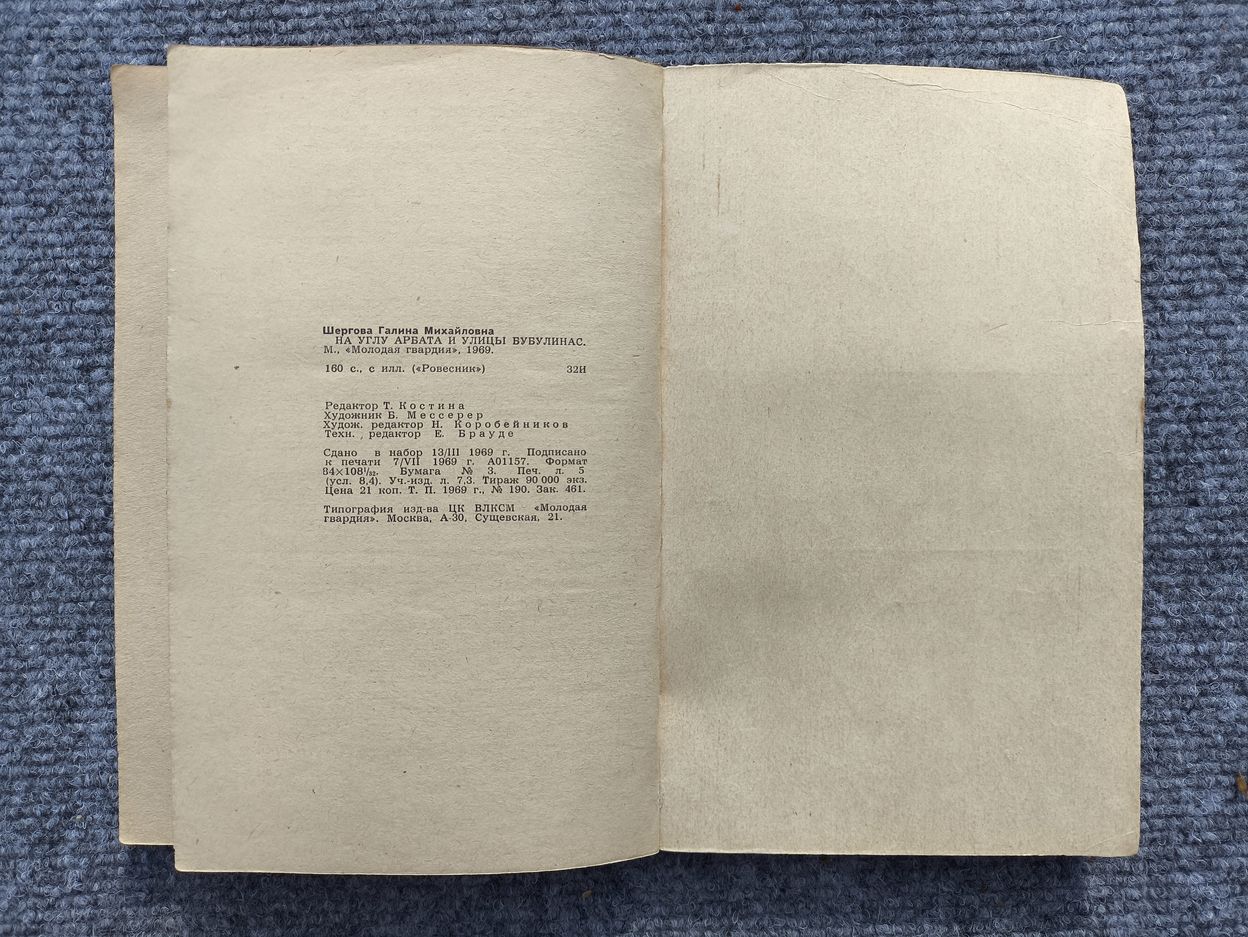 Шергова Галина Михайловна
НА УГЛУ АРБАТА И УЛИЦЫ БУБУЛИНАС.
М., «Молодая гвардия», 1969.
160 с., с илл. («Ровесник») 32И
Редактор Т. Костина
Художник Б. Мессерер
Худож. редактор Н. Коробейников
Техн. редактор Е. Брауде
Сдано в набор 13/III 1969 г. Подписано
к печати 7/VII 1969 г. А01157. Формат
84×108¹/₃₂. Бумага № 3. Печ. л. 5
(усл. 8,4). Уч.-изд. л. 7,3. Тираж 90 000 экз.
Цена 21 коп. Т. П. 1969 г., № 190. Зак. 461.
Типография изд-ва ЦК ВЛКСМ «Молодая
гвардия». Москва, А-30, Сущевская, 21.